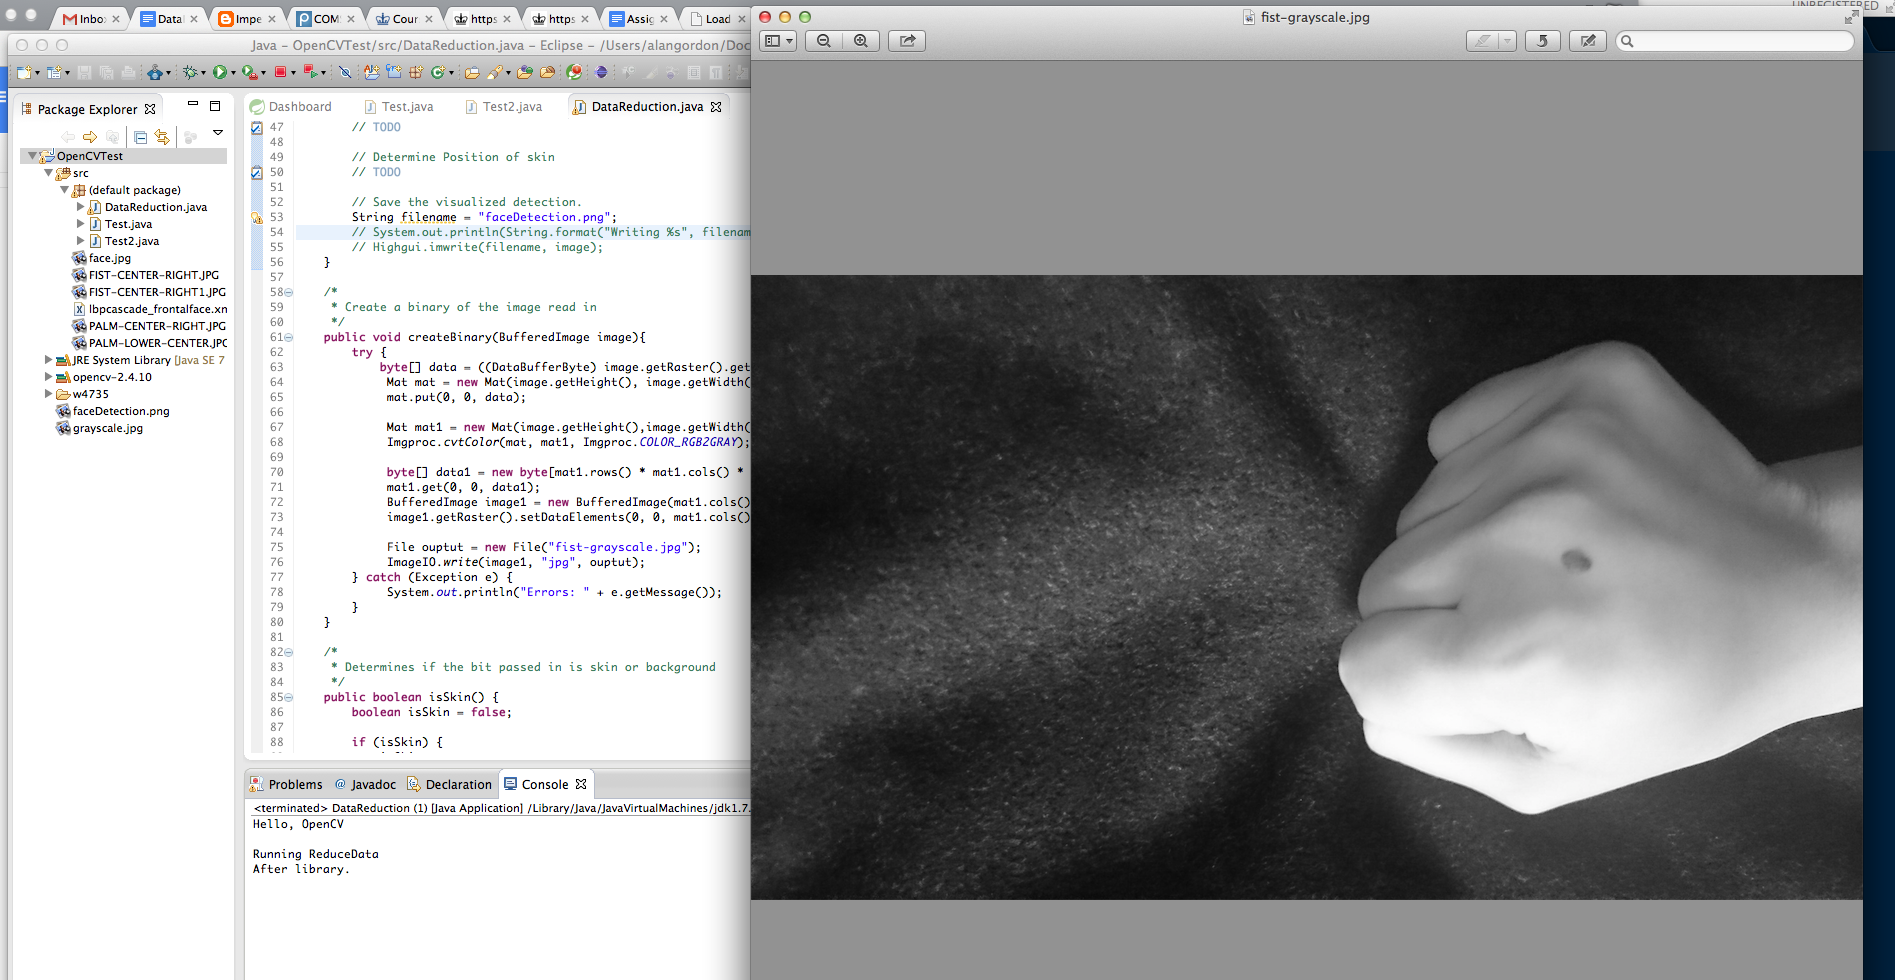 Inbo
Datal
Impe
COM
Cour
https
https
Assig
Load
UNREGISTERED
fist-grayscale.jpg
Java – OpenCVTest/src/DataReduction.java – Eclipse – /Users/alangordon/Doc
Package Explorer
OpenCVTest
src
(default package)
DataReduction.java
Test.java
Test2.java
face.jpg
FIST-CENTER-RIGHT.JPG
FIST-CENTER-RIGHT1.JPG
lbpcascade_frontalface.xn
PALM-CENTER-RIGHT.JPG
PALM-LOWER-CENTER.JPG
JRE System Library [Java SE 7
opencv-2.4.10
w4735
faceDetection.png
grayscale.jpg
Dashboard
Test.java
Test2.java
DataReduction.java
47 // TODO
48
49 // Determine Position of skin
50 // TODO
51
52 // Save the visualized detection.
53 String filename = "faceDetection.png";
54 // System.out.println(String.format("Writing %s", filenam
55 // Highgui.imwrite(filename, image);
56 }
57
58 /*
59 * Create a binary of the image read in
60 */
61 public void createBinary(BufferedImage image){
62 try {
63 byte[] data = ((DataBufferByte) image.getRaster().get
64 Mat mat = new Mat(image.getHeight(), image.getWidth(
65 mat.put(0, 0, data);
66
67 Mat mat1 = new Mat(image.getHeight(),image.getWidth(
68 Imgproc.cvtColor(mat, mat1, Imgproc.COLOR_RGB2GRAY);
69
70 byte[] data1 = new byte[mat1.rows() * mat1.cols() *
71 mat1.get(0, 0, data1);
72 BufferedImage image1 = new BufferedImage(mat1.cols()
73 image1.getRaster().setDataElements(0, 0, mat1.cols()
74
75 File ouptut = new File("fist-grayscale.jpg");
76 ImageIO.write(image1, "jpg", ouptut);
77 } catch (Exception e) {
78 System.out.println("Errors: " + e.getMessage());
79 }
80 }
81
82 /*
83 * Determines if the bit passed in is skin or background
84 */
85 public boolean isSkin() {
86 boolean isSkin = false;
87
88 if (isSkin) {
Problems
@ Javadoc
Declaration
Console
<terminated> DataReduction (1) [Java Application] /Library/Java/JavaVirtualMachines/jdk1.7.
Hello, OpenCV
Running ReduceData
After library.